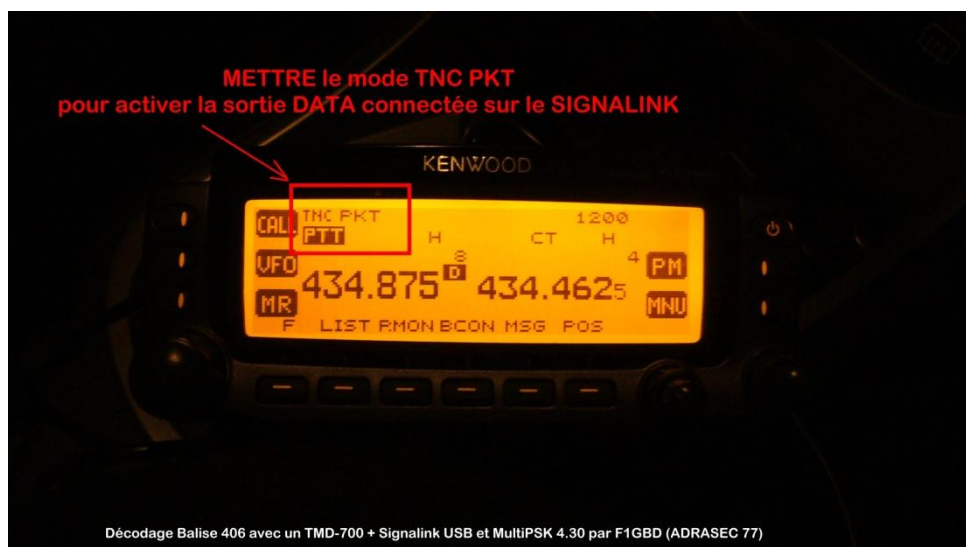 METTRE le mode TNC PKT
pour activer la sortie DATA connectée sur le SIGNALINK
KENWOOD
CALL TNC PKT 1200
PTT H CT H
VFO 8 4 PM
434.875 D 434.4625
MR MNU
F LIST RMON BCON MSG POS
Décodage Balise 406 avec un TMD-700 + Signalink USB et MultiPSK 4.30 par F1GBD (ADRASEC 77)